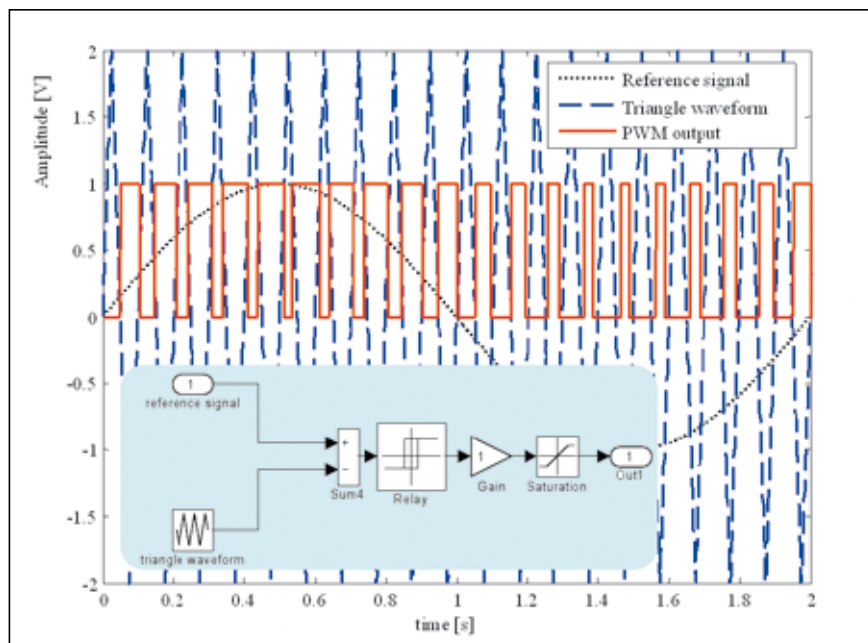 2
1.5
1
0.5
0
-0.5
-1
-1.5
-2
Amplitude [V]
Reference signal
Triangle waveform
PWM output
1
reference signal
triangle waveform
+
−
Sum4
Relay
1
Gain
Saturation
1
Out1
0 0.2 0.4 0.6 0.8 1 1.2 1.4 1.6 1.8 2
time [s]